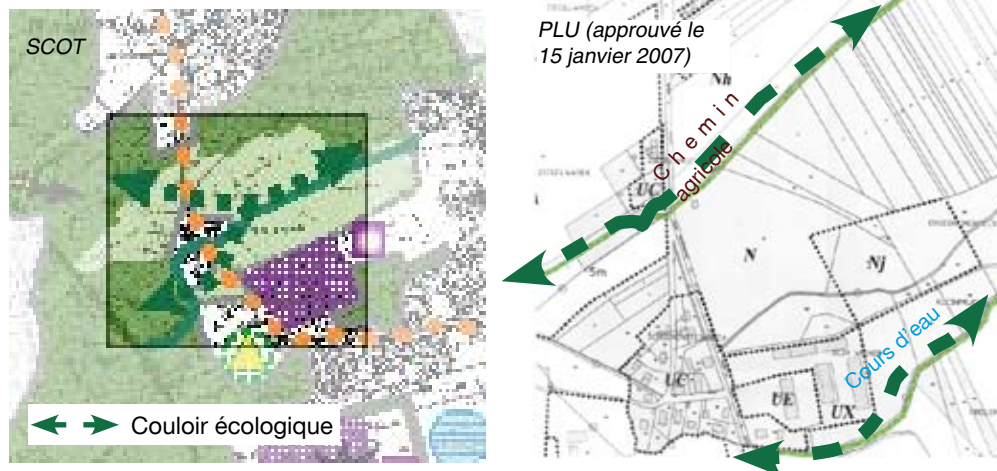 SCOT
Couloir écologique
PLU (approuvé le
15 janvier 2007)
Nh
Chemin
agricole
UC
5m
N
Nj
Cours d'eau
UC
UE
UX